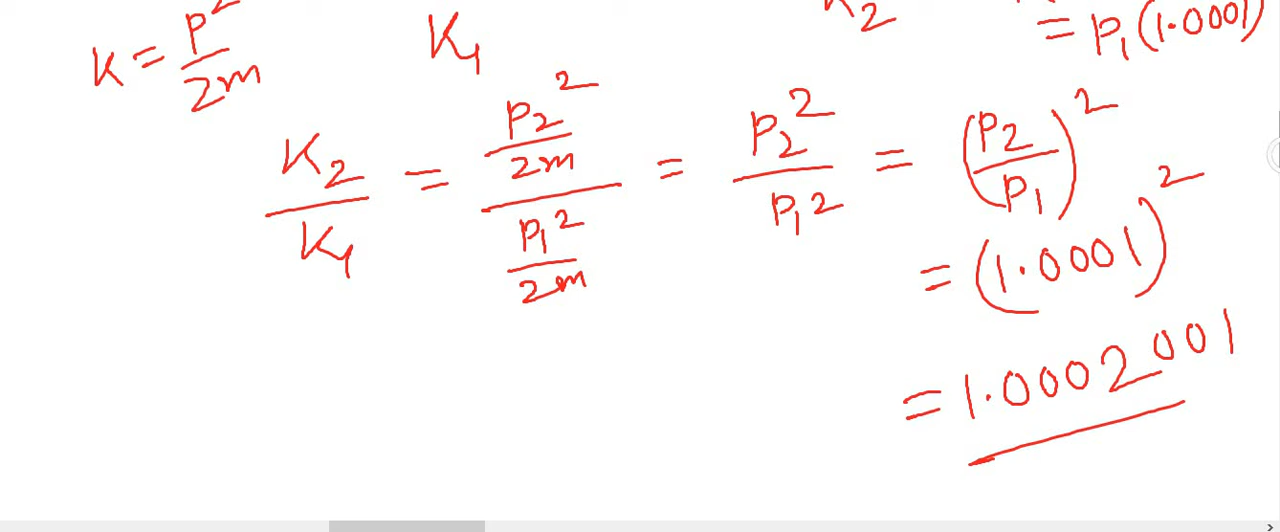 K = p²/2m K₁ K₂ = p₁(1.0001)
K₂/K₁ = (p₂²/2m)/(p₁²/2m) = p₂²/p₁² = (p₂/p₁)²
= (1.0001)²
= 1.0002001